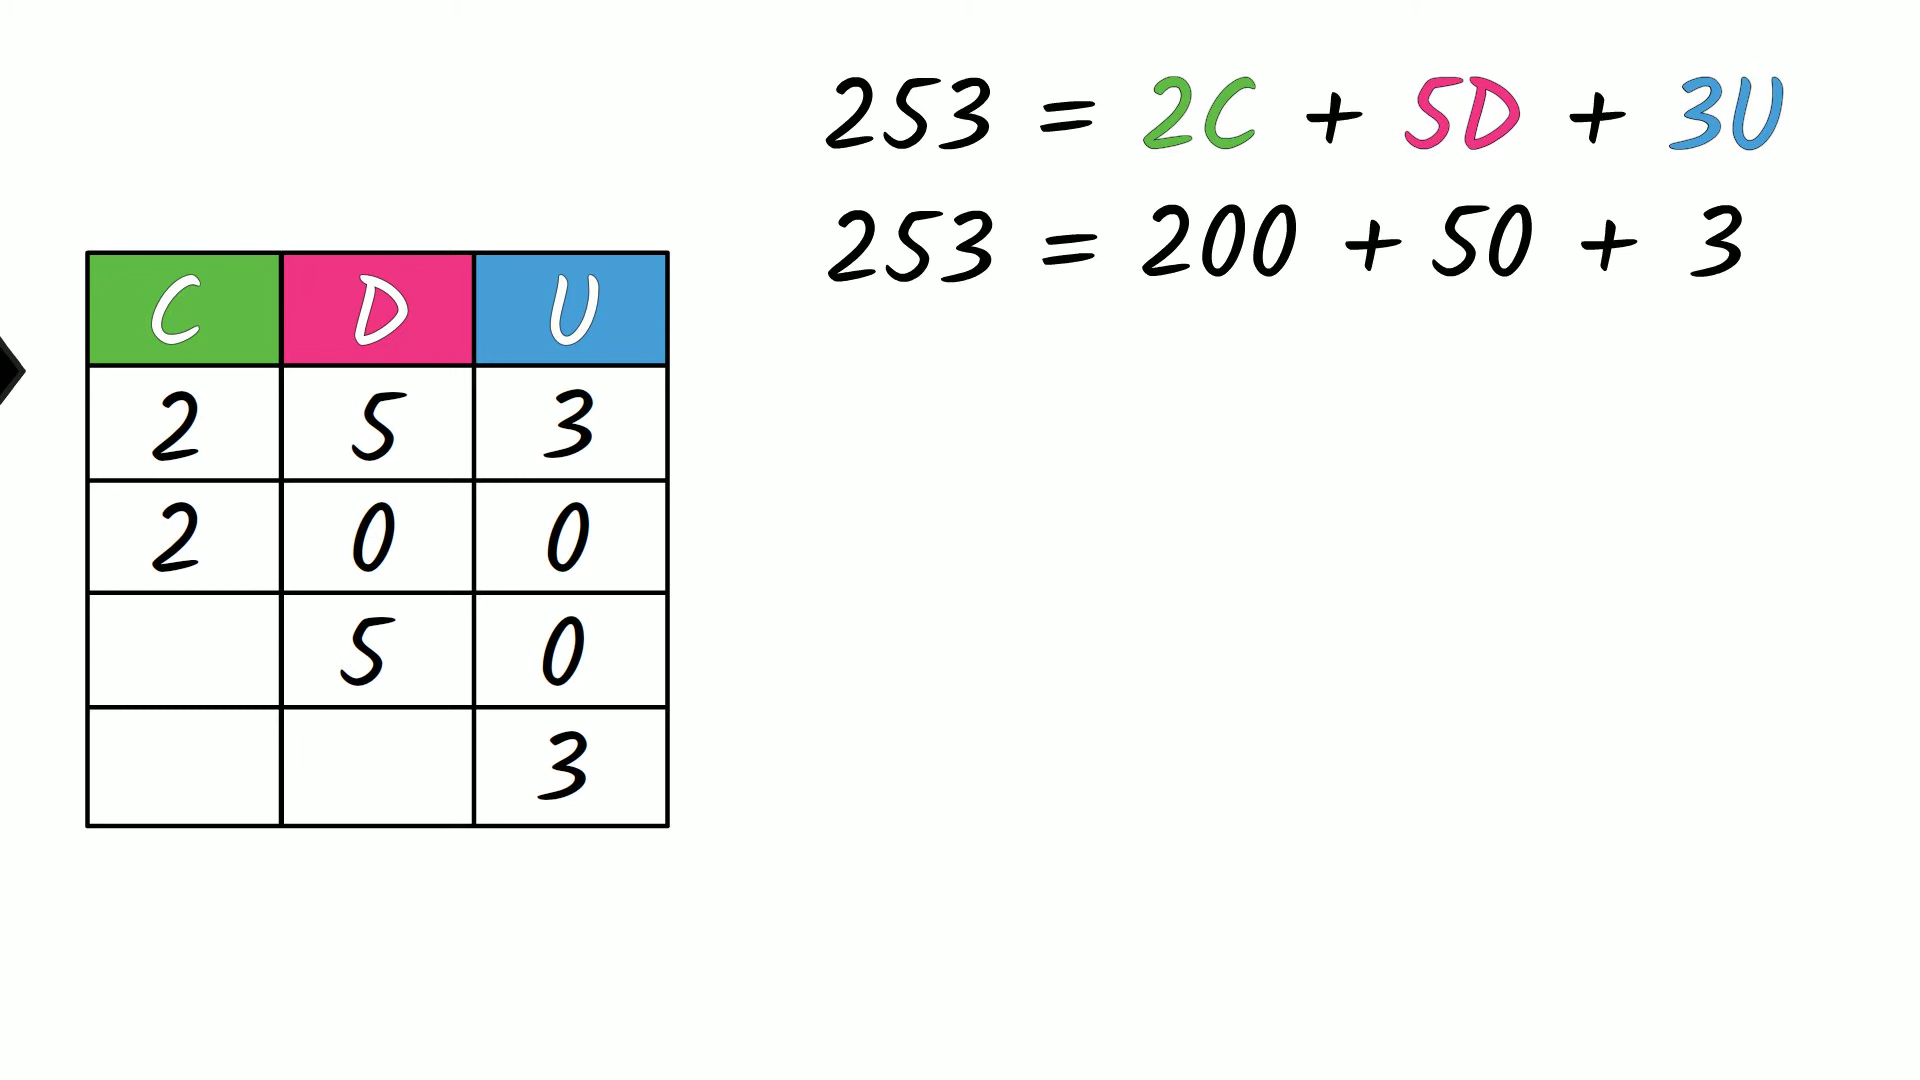 253 = 2C + 5D + 3U
253 = 200 + 50 + 3
C D U
2 5 3
2 0 0
5 0
3